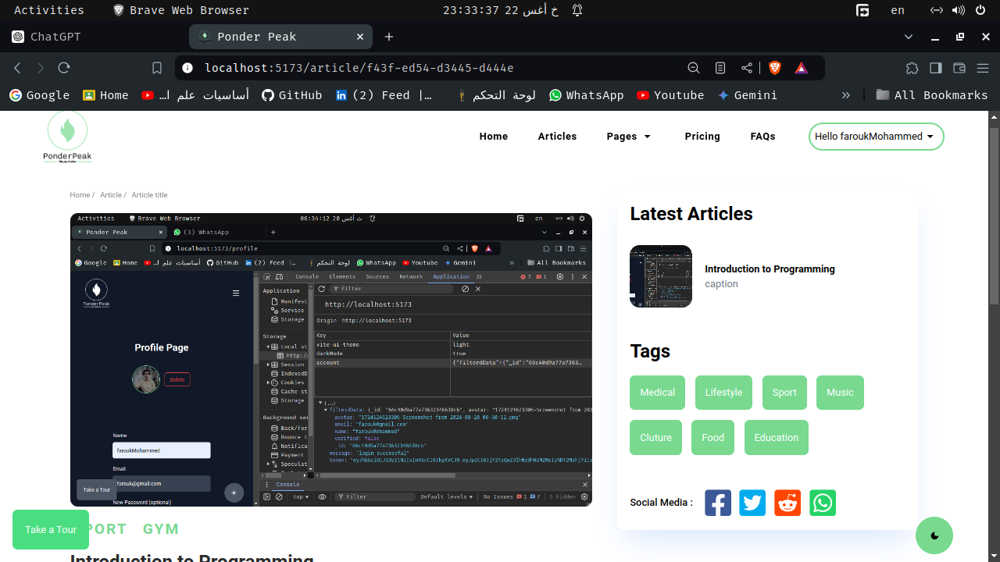 Activities Brave Web Browser 23:33:37 22 خ أغس en
ChatGPT Ponder Peak
localhost:5173/article/f43f-ed54-d3445-d444e
Google Home أساسيات علم ا... GitHub (2) Feed |... لوحة التحكم WhatsApp Youtube Gemini » All Bookmarks
PonderPeak
Home Articles Pages Pricing FAQs Hello faroukMohammed
Home / Article / Article title
Activities Brave Web Browser 06:34:12 20 ث أغس en
Ponder Peak (3) WhatsApp
localhost:5173/profile
Google Home أساسيات علم ا... GitHub (2) Feed |... لوحة التحكم WhatsApp Youtube Gemini » All Bookmarks
Console Elements Sources Network Application » 7 1
PonderPeak
Application
Manifest
Service
Storage
Storage
Local st
http:/
Session
IndexedD
Cookies
Cache st
Storage
Background se
Back/for
Bounce t
Notifica
Payment
Speculat
Filter
http://localhost:5173
Origin http://localhost:5173
Key Value
vite-ui-theme light
darkMode true
account {"filterdData":{"_id":"66c40d9a77a7363...
{,…}
filterdData: {_id: "66c40d9a77a73632346638cb", avatar: "1724124623306-Screenshot from 202
avatar: "1724124623306-Screenshot from 2024-08-20 06-30-12.png"
email: "farouk@gmail.com"
name: "faroukMohammed"
verified: false
_id: "66c40d9a77a73632346638cb"
message: "login successful"
Console
top Filter Default levels No Issues 1 7 5 hidden
Profile Page
Delete
Name
faroukMohammed
Email
farouk@gmail.com
New Password (optional)
Take a Tour
Take a Tour
PORT GYM
Introduction to Programming
Latest Articles
Introduction to Programming
caption
Tags
Medical Lifestyle Sport Music
Cluture Food Education
Social Media :